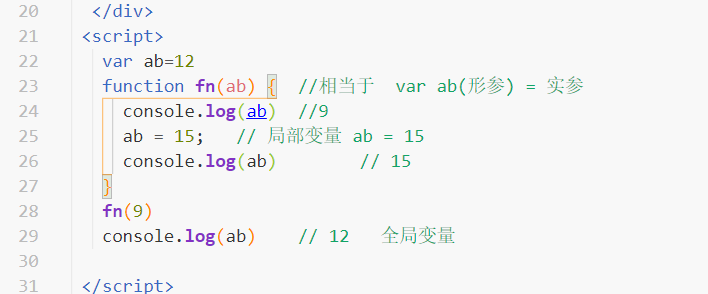 20 </div>
21 <script>
22 var ab=12
23 function fn(ab) { //相当于 var ab(形参) = 实参
24 console.log(ab) //9
25 ab = 15; // 局部变量 ab = 15
26 console.log(ab) // 15
27 }
28 fn(9)
29 console.log(ab) // 12 全局变量
30
31 </script>